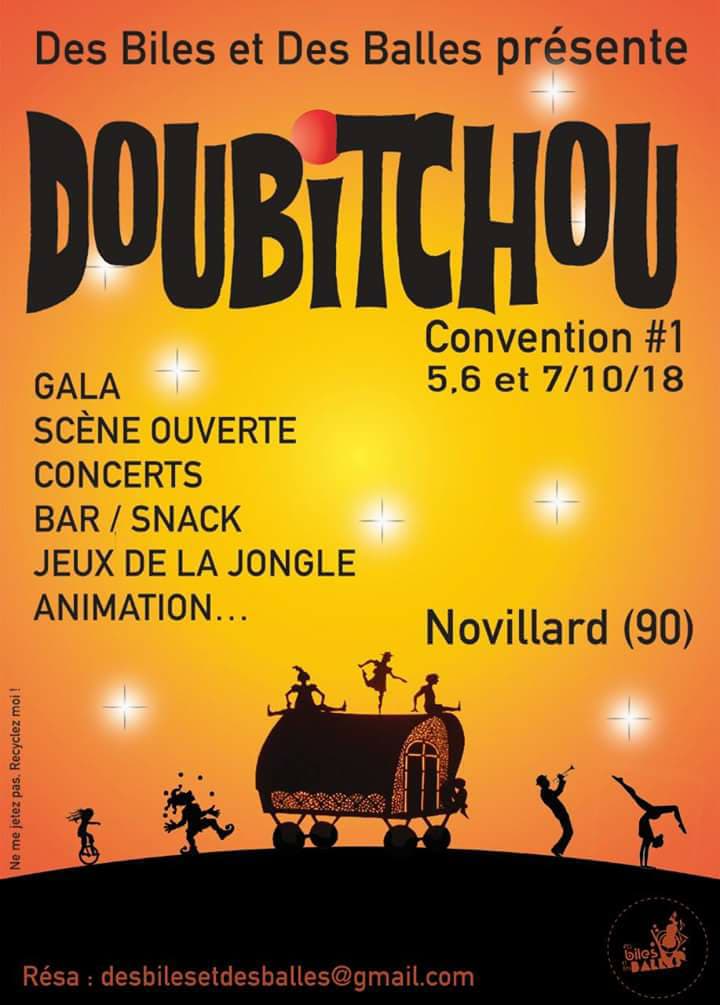 Des Biles et Des Balles présente
DOUBiTCHOU
Convention #1
5,6 et 7/10/18
GALA
SCÈNE OUVERTE
CONCERTS
BAR / SNACK
JEUX DE LA JONGLE
ANIMATION...
Novillard (90)
Ne me jetez pas. Recyclez moi !
biles
BALLES
Résa : desbilesetdesballes@gmail.com